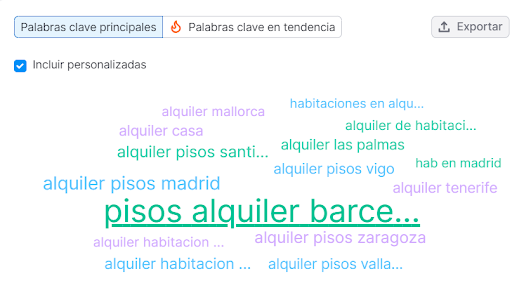 Palabras clave principales
Palabras clave en tendencia
Exportar
Incluir personalizadas
habitaciones en alqu...
alquiler mallorca
alquiler de habitaci...
alquiler casa
alquiler las palmas
alquiler pisos santi...
hab en madrid
alquiler pisos vigo
alquiler pisos madrid
alquiler tenerife
pisos alquiler barce...
alquiler habitacion ...
alquiler pisos zaragoza
alquiler habitacion ...
alquiler pisos valla...